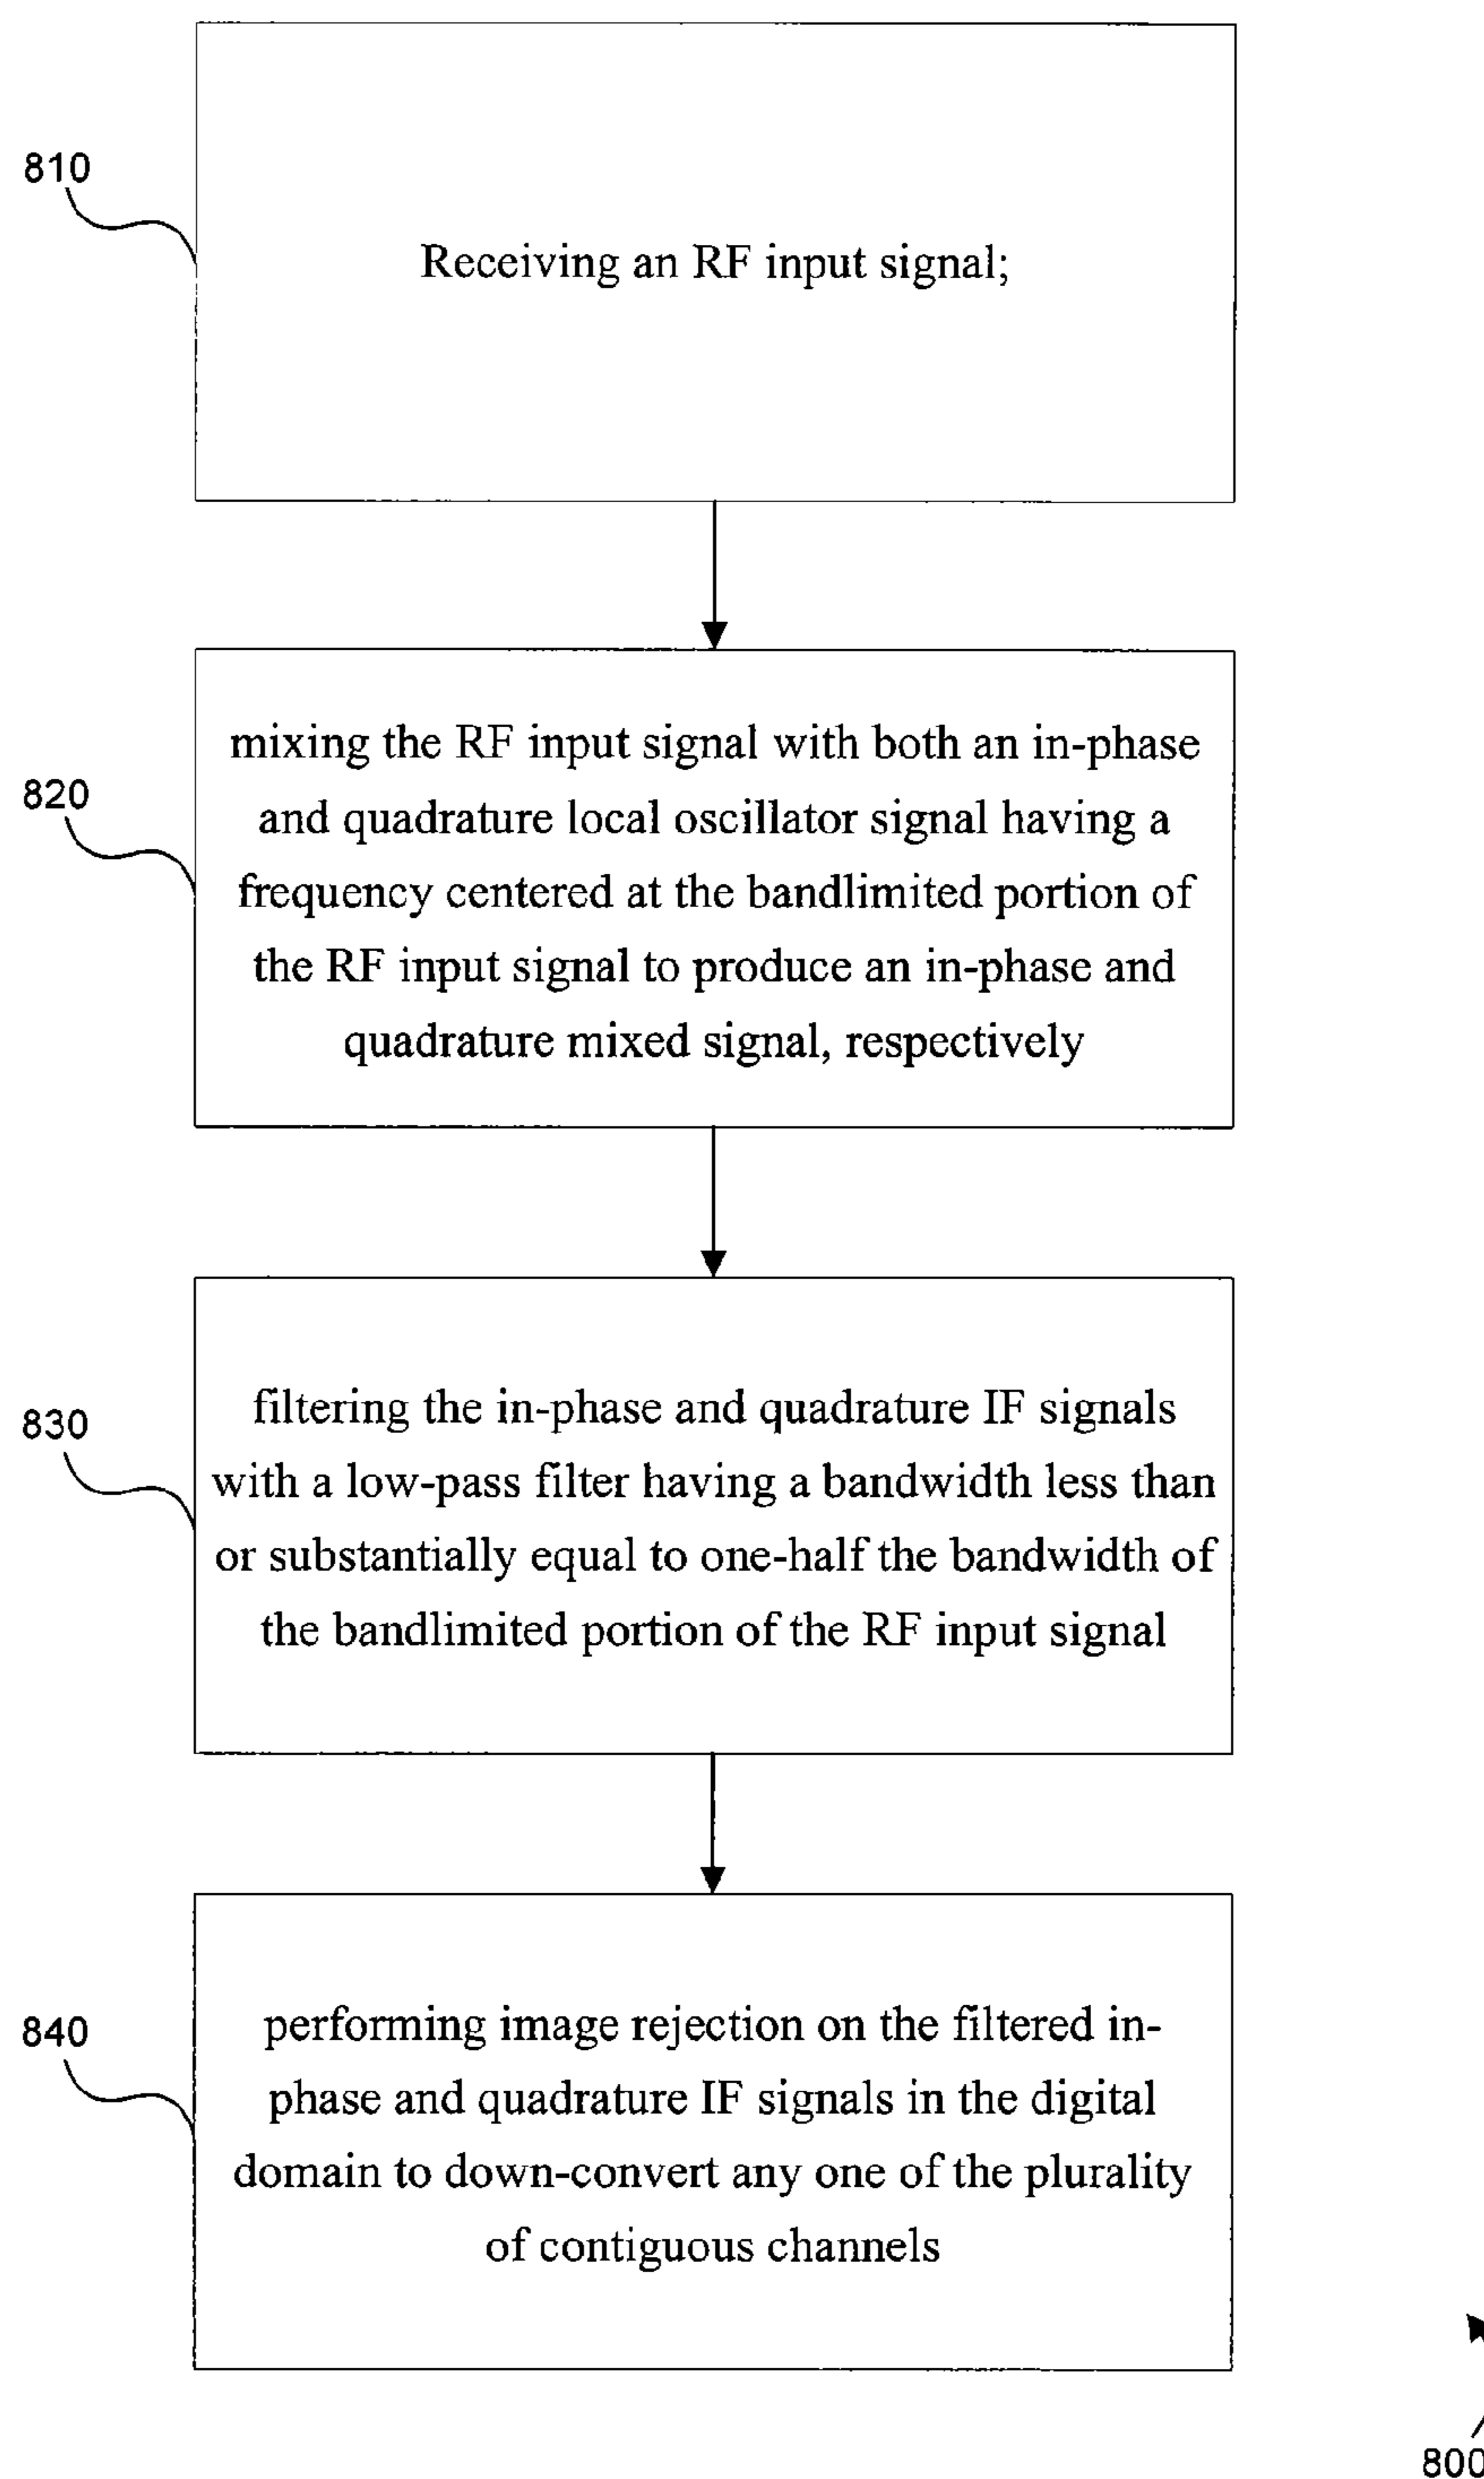 810
Receiving an RF input signal;
820
mixing the RF input signal with both an in-phase
and quadrature local oscillator signal having a
frequency centered at the bandlimited portion of
the RF input signal to produce an in-phase and
quadrature mixed signal, respectively
830
filtering the in-phase and quadrature IF signals
with a low-pass filter having a bandwidth less than
or substantially equal to one-half the bandwidth of
the bandlimited portion of the RF input signal
840
performing image rejection on the filtered in-
phase and quadrature IF signals in the digital
domain to down-convert any one of the plurality
of contiguous channels
800